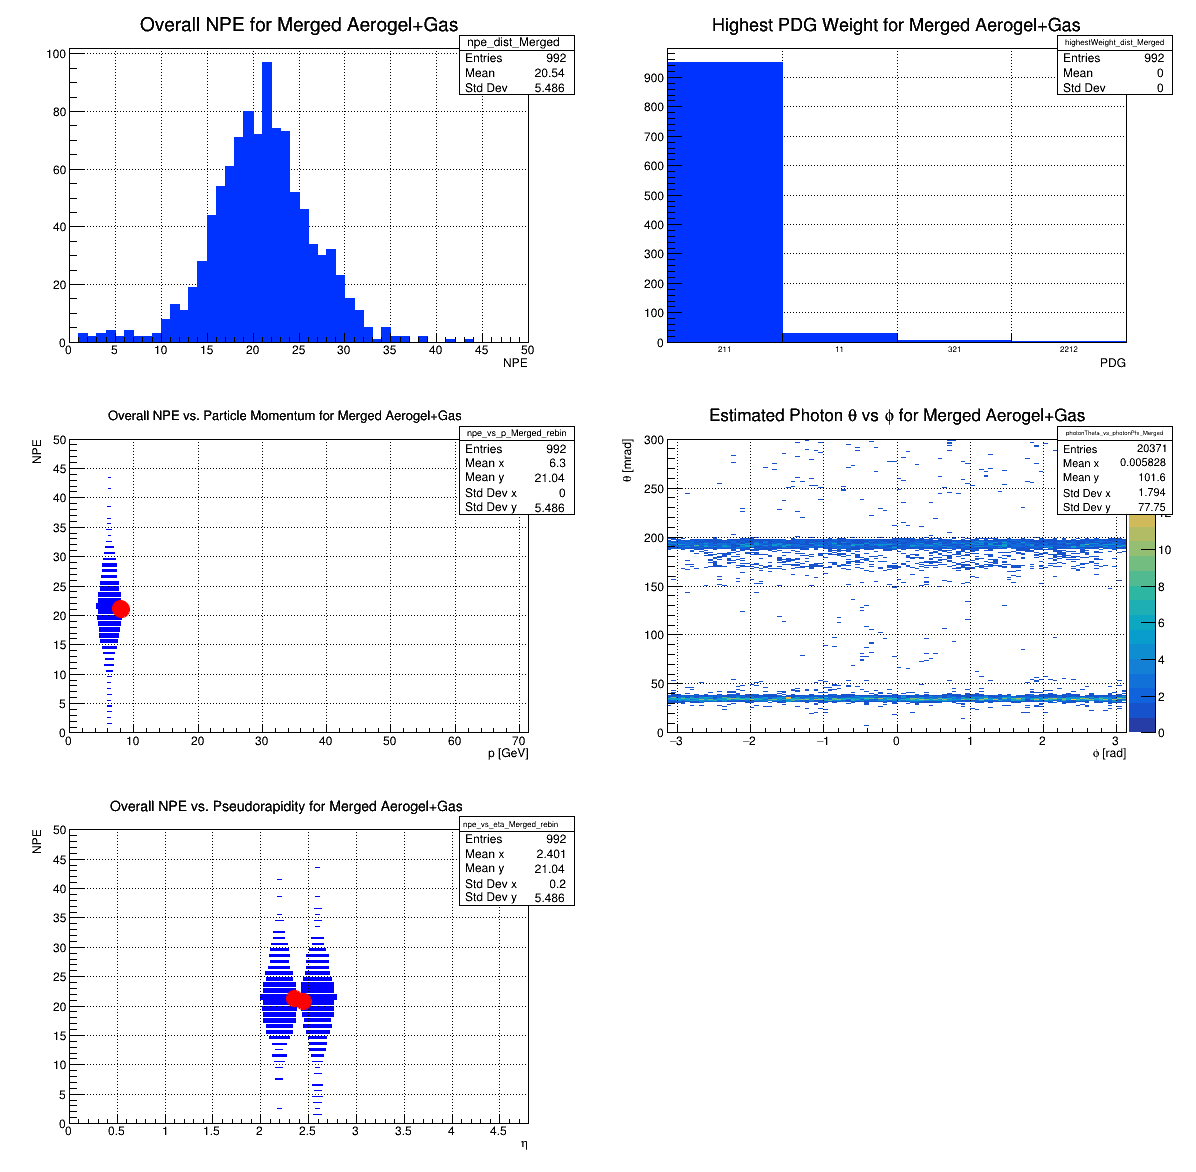 Overall NPE for Merged Aerogel+Gas
npe_dist_Merged
Entries 992
Mean 20.54
Std Dev 5.486
100
80
60
40
20
0
0 5 10 15 20 25 30 35 40 45 50
NPE
Highest PDG Weight for Merged Aerogel+Gas
highestWeight_dist_Merged
Entries 992
Mean 0
Std Dev 0
900
800
700
600
500
400
300
200
100
0
211 11 321 2212
PDG
Overall NPE vs. Particle Momentum for Merged Aerogel+Gas
npe_vs_p_Merged_rebin
Entries 992
Mean x 6.3
Mean y 21.04
Std Dev x 0
Std Dev y 5.486
NPE
50
45
40
35
30
25
20
15
10
5
0
0 10 20 30 40 50 60 70
p [GeV]
Estimated Photon θ vs ϕ for Merged Aerogel+Gas
photonTheta_vs_photonPhi_Merged
Entries 20371
Mean x 0.005828
Mean y 101.6
Std Dev x 1.794
Std Dev y 77.75
θ [mrad]
300
250
200
150
100
50
0
−3 −2 −1 0 1 2 3
ϕ [rad]
12
10
8
6
4
2
0
Overall NPE vs. Pseudorapidity for Merged Aerogel+Gas
npe_vs_eta_Merged_rebin
Entries 992
Mean x 2.401
Mean y 21.04
Std Dev x 0.2
Std Dev y 5.486
NPE
50
45
40
35
30
25
20
15
10
5
0
0 0.5 1 1.5 2 2.5 3 3.5 4 4.5
η